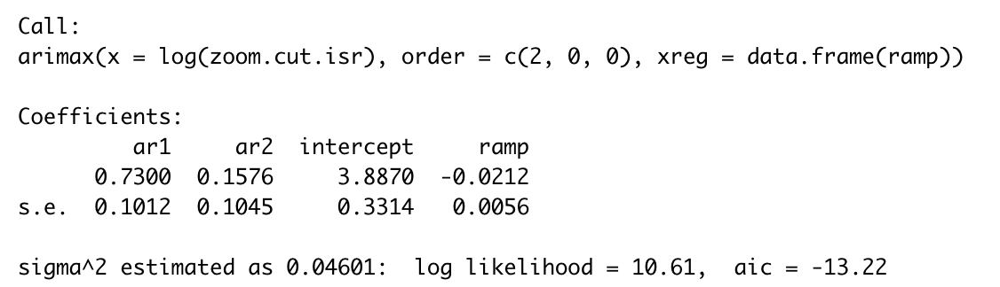 Call:
arimax(x = log(zoom.cut.isr), order = c(2, 0, 0), xreg = data.frame(ramp))
Coefficients:
ar1 ar2 intercept ramp
0.7300 0.1576 3.8870 -0.0212
s.e. 0.1012 0.1045 0.3314 0.0056
sigma^2 estimated as 0.04601: log likelihood = 10.61, aic = -13.22